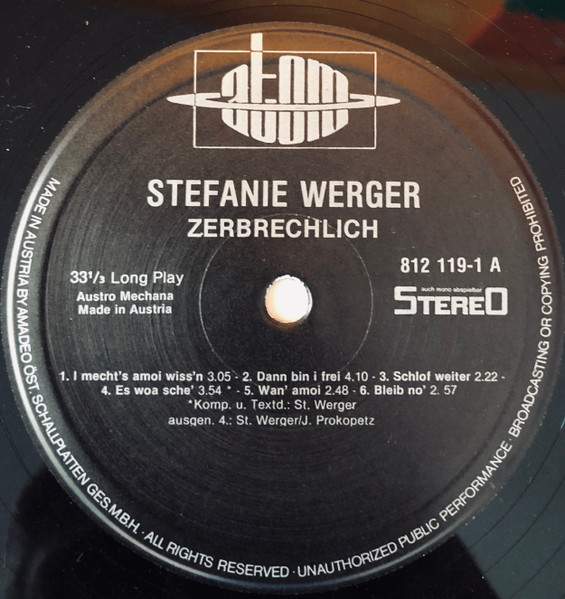 atom
audio
STEFANIE WERGER
ZERBRECHLICH
33¹/₃ Long Play
Austro Mechana
Made in Austria
812 119-1 A
auch mono abspielbar
STEREO
1. I mecht's amoi wiss'n 3.05 - 2. Dann bin i frei 4.10 - 3. Schlof weiter 2.22 -
4. Es woa sche' 3.54 * - 5. Wan' amoi 2.48 - 6. Bleib no' 2. 57
*Komp. u. Textd.: St. Werger
ausgen. 4.: St. Werger/J. Prokopetz
MADE IN AUSTRIA BY AMADEO ÖST. SCHALLPLATTEN GES.M.B.H. · ALL RIGHTS RESERVED · UNAUTHORIZED PUBLIC PERFORMANCE · BROADCASTING OR COPYING PROHIBITED